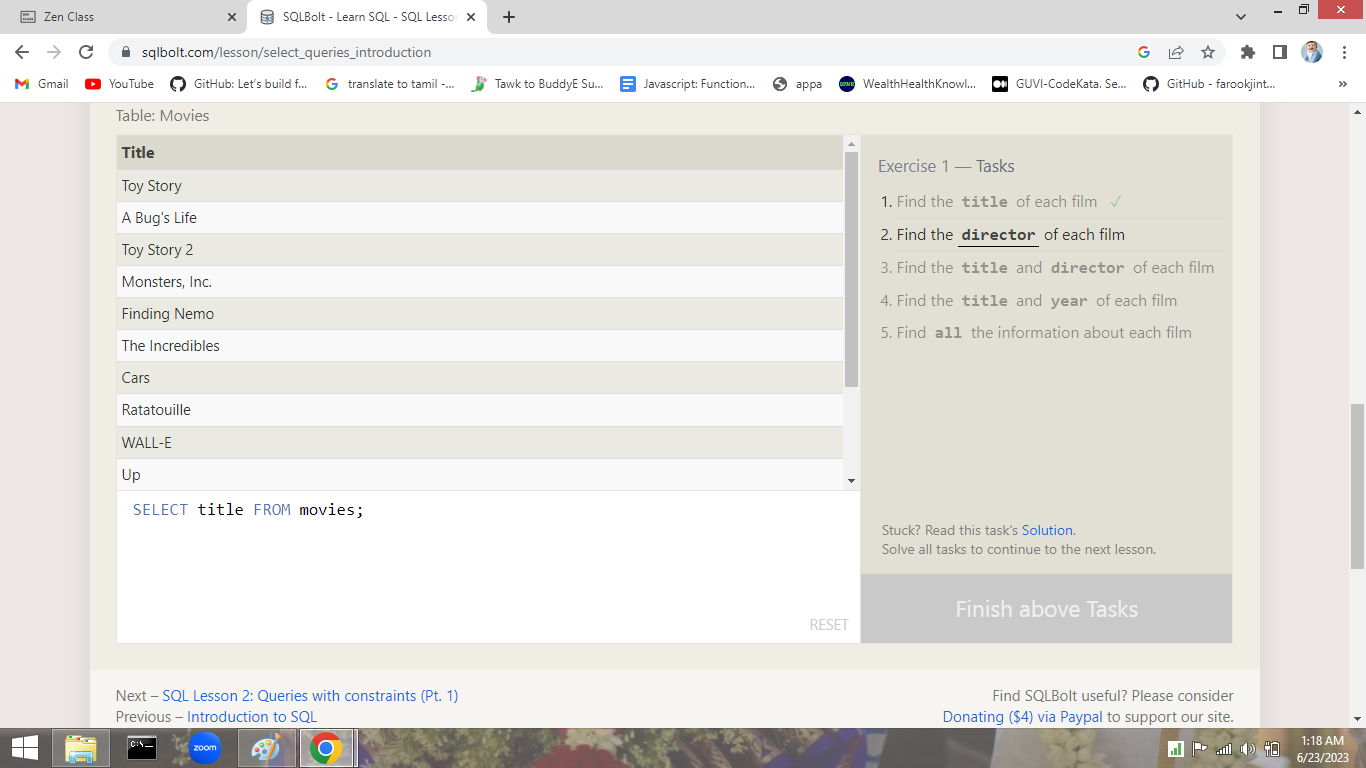 Zen Class
SQLBolt - Learn SQL - SQL Lesso
sqlbolt.com/lesson/select_queries_introduction
Gmail
YouTube
GitHub: Let's build f...
translate to tamil -...
Tawk to BuddyE Su...
Javascript: Function...
appa
WealthHealthKnowl...
GUVI-CodeKata. Se...
GitHub - farookjint...
»
Table: Movies
Title
Toy Story
A Bug's Life
Toy Story 2
Monsters, Inc.
Finding Nemo
The Incredibles
Cars
Ratatouille
WALL-E
Up
SELECT title FROM movies;
RESET
Exercise 1 — Tasks
1. Find the title of each film ✓
2. Find the director of each film
3. Find the title and director of each film
4. Find the title and year of each film
5. Find all the information about each film
Stuck? Read this task's Solution.
Solve all tasks to continue to the next lesson.
Finish above Tasks
Next – SQL Lesson 2: Queries with constraints (Pt. 1)
Previous – Introduction to SQL
Find SQLBolt useful? Please consider
Donating ($4) via Paypal to support our site.
C:\
zoom
1:18 AM
6/23/2023